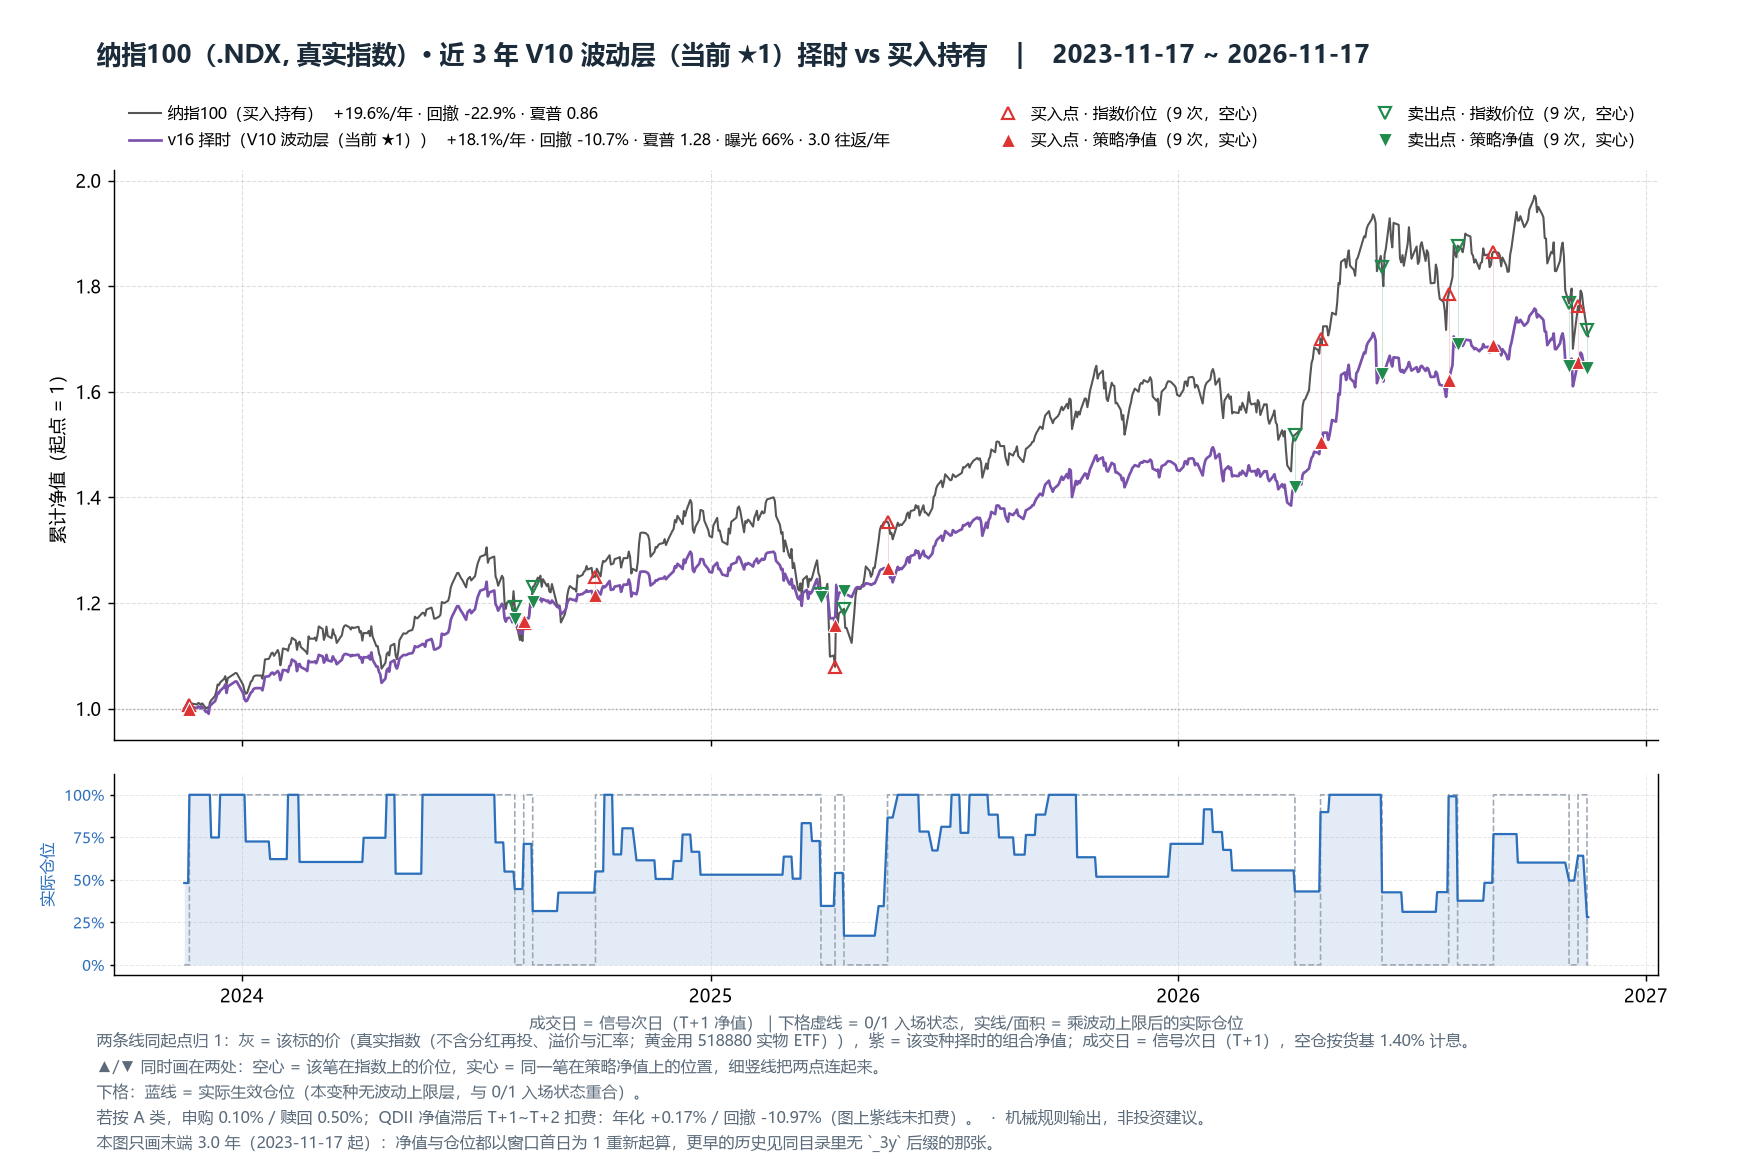 纳指100（.NDX, 真实指数）· 近 3 年 V10 波动层（当前 ★1）择时 vs 买入持有 | 2023-11-17 ~ 2026-11-17
纳指100（买入持有） +19.6%/年 · 回撤 -22.9% · 夏普 0.86
v16 择时（V10 波动层（当前 ★1）） +18.1%/年 · 回撤 -10.7% · 夏普 1.28 · 曝光 66% · 3.0 往返/年
买入点 · 指数价位（9 次，空心）
买入点 · 策略净值（9 次，实心）
卖出点 · 指数价位（9 次，空心）
卖出点 · 策略净值（9 次，实心）
累计净值（起点 = 1）
2.0
1.8
1.6
1.4
1.2
1.0
实际仓位
100%
75%
50%
25%
0%
2024
2025
2026
2027
成交日 = 信号次日（T+1 净值）｜下格虚线 = 0/1 入场状态，实线/面积 = 乘波动上限后的实际仓位
两条线同起点归 1：灰 = 该标的价（真实指数（不含分红再投、溢价与汇率；黄金用 518880 实物 ETF））, 紫 = 该变种择时的组合净值；成交日 = 信号次日（T+1），空仓按货基 1.40% 计息。
▲/▼ 同时画在两处：空心 = 该笔在指数上的价位，实心 = 同一笔在策略净值上的位置，细竖线把两点连起来。
下格：蓝线 = 实际生效仓位（本变种无波动上限层，与 0/1 入场状态重合）。
若按 A 类，申购 0.10% / 赎回 0.50%；QDII 净值滞后 T+1~T+2 扣费：年化 +0.17% / 回撤 -10.97%（图上紫线未扣费）。 · 机械规则输出，非投资建议。
本图只画末端 3.0 年（2023-11-17 起）：净值与仓位都以窗口首日为 1 重新起算，更早的历史见同目录里无 `_3y` 后缀的那张。